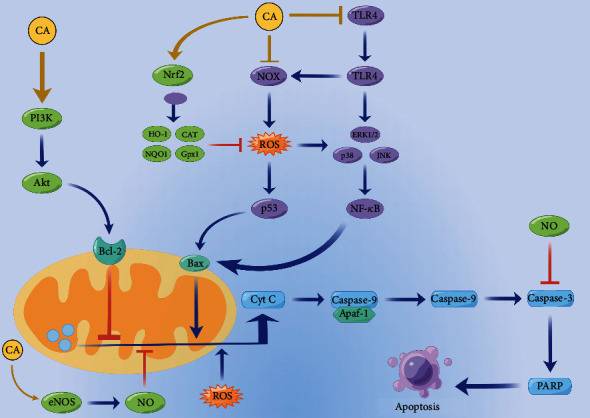 CA
CA
TLR4
Nrf2
NOX
TLR4
PI3K
HO-1
CAT
NQO1
Gpx1
ROS
ERK1/2
p38
JNK
Akt
p53
NF-κB
NO
Bcl-2
Bax
Cyt C
Caspase-9
Apaf-1
Caspase-9
Caspase-3
CA
eNOS
NO
ROS
PARP
Apoptosis